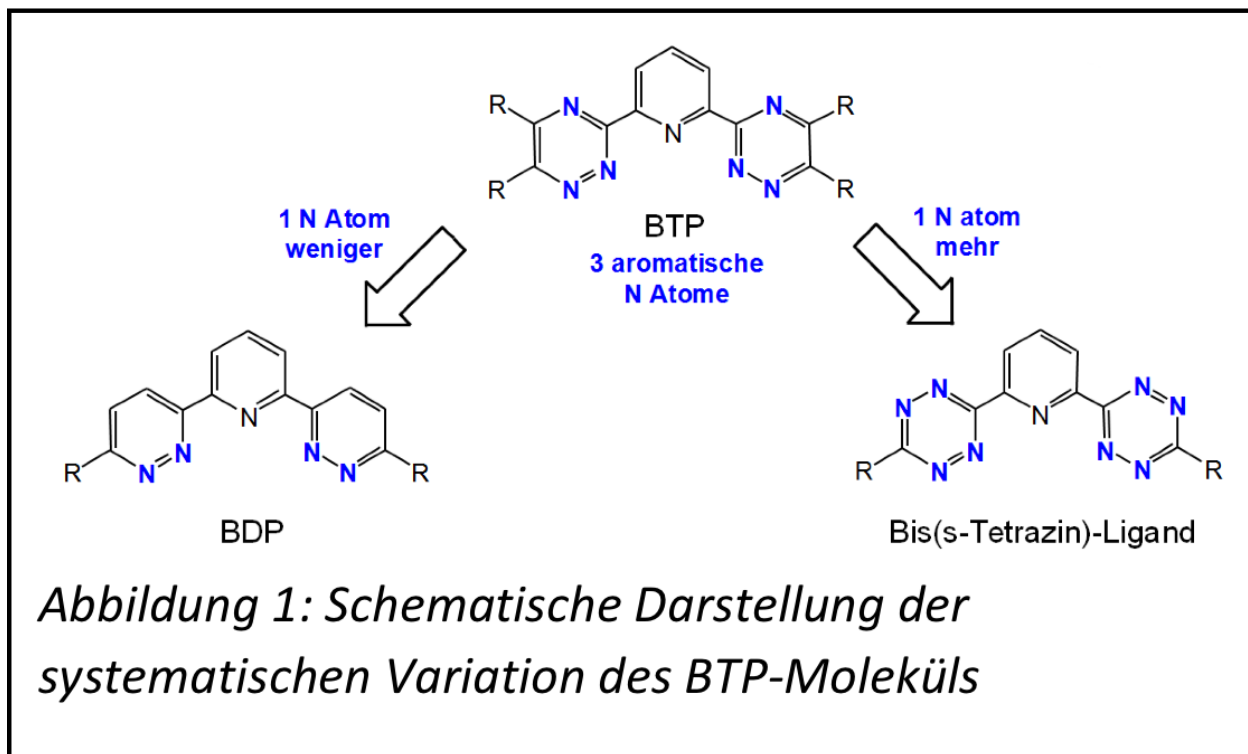 R N N R
N
R N N R
N N
1 N Atom
weniger
BTP
3 aromatische
N Atome
1 N atom
mehr
N
R N N N N R
BDP
N N
N N N
N N
R N N N R
Bis(s-Tetrazin)-Ligand
Abbildung 1: Schematische Darstellung der
systematischen Variation des BTP-Moleküls